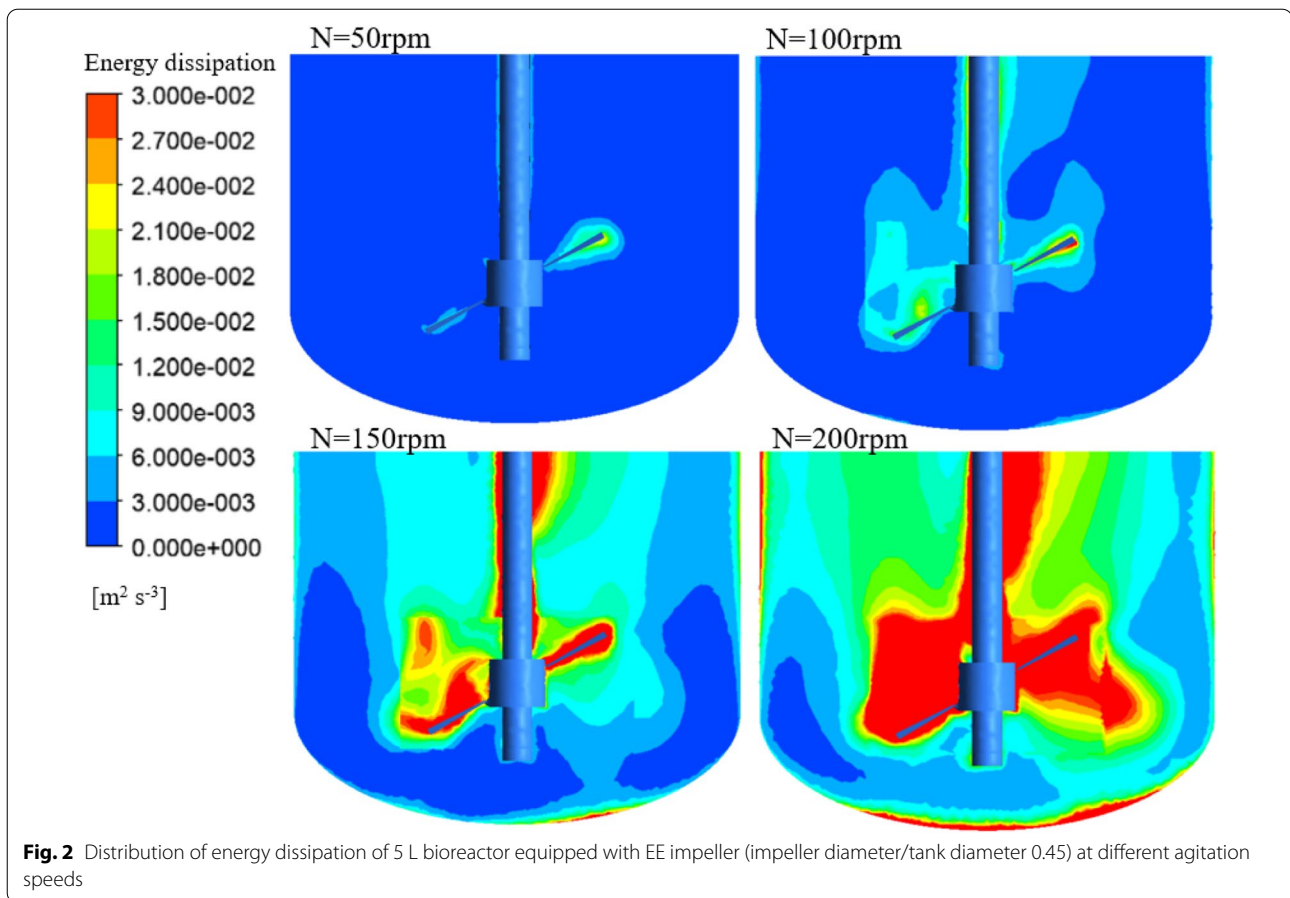 N=50rpm
N=100rpm
Energy dissipation
3.000e-002
2.700e-002
2.400e-002
2.100e-002
1.800e-002
1.500e-002
1.200e-002
9.000e-003
6.000e-003
3.000e-003
0.000e+000
[m² s⁻³]
N=150rpm
N=200rpm
Fig. 2 Distribution of energy dissipation of 5 L bioreactor equipped with EE impeller (impeller diameter/tank diameter 0.45) at different agitation
speeds